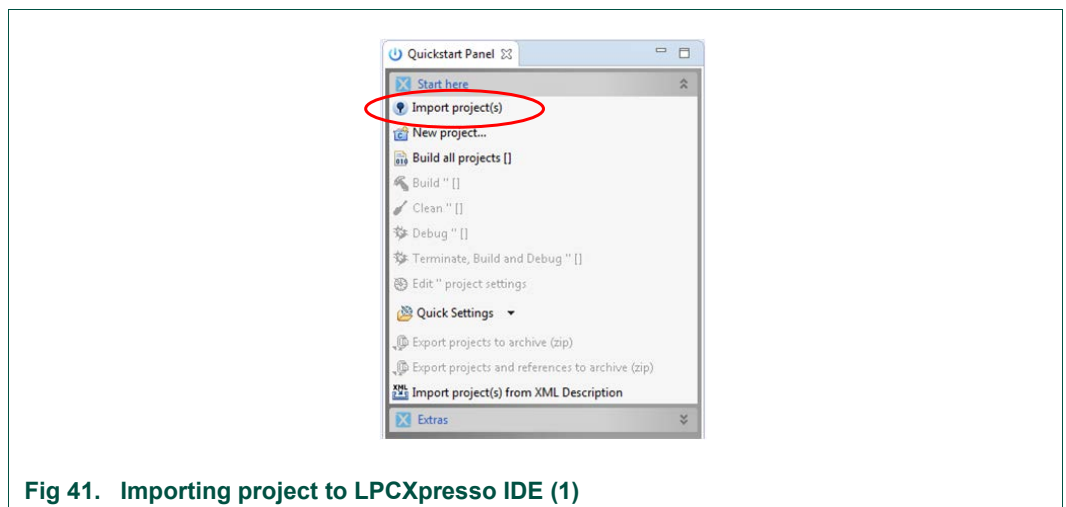 Quickstart Panel
Start here
Import project(s)
New project...
Build all projects []
Build '' []
Clean '' []
Debug '' []
Terminate, Build and Debug '' []
Edit '' project settings
Quick Settings
Export projects to archive (zip)
Export projects and references to archive (zip)
Import project(s) from XML Description
Extras
Fig 41. Importing project to LPCXpresso IDE (1)